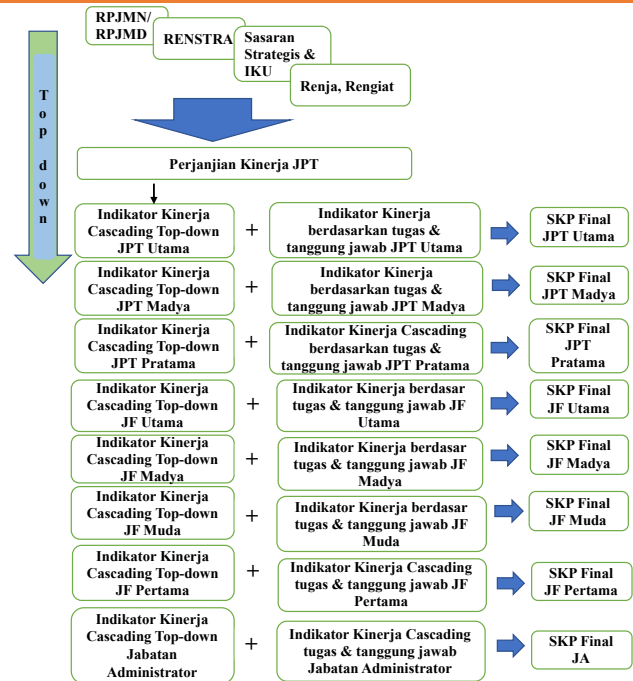 RPJMN/
RPJMD
RENSTRA
Sasaran
Strategis &
IKU
Renja, Rengiat
Top down
Perjanjian Kinerja JPT
Indikator Kinerja
Cascading Top-down
JPT Utama
+
Indikator Kinerja
berdasarkan tugas &
tanggung jawab JPT Utama
SKP Final
JPT Utama
Indikator Kinerja
Cascading Top-down
JPT Madya
+
Indikator Kinerja
berdasarkan tugas &
tanggung jawab JPT Madya
SKP Final
JPT Madya
Indikator Kinerja
Cascading Top-down
JPT Pratama
+
Indikator Kinerja Cascading
berdasarkan tugas &
tanggung jawab JPT Pratama
SKP Final
JPT
Pratama
Indikator Kinerja
Cascading Top-down
JF Utama
+
Indikator Kinerja berdasar
tugas & tanggung jawab JF
Utama
SKP Final
JF Utama
Indikator Kinerja
Cascading Top-down
JF Madya
+
Indikator Kinerja berdasar
tugas & tanggung jawab JF
Madya
SKP Final
JF Madya
Indikator Kinerja
Cascading Top-down
JF Muda
+
Indikator Kinerja berdasar
tugas & tanggung jawab JF
Muda
SKP Final
JF Muda
Indikator Kinerja
Cascading Top-down
JF Pertama
+
Indikator Kinerja Cascading
tugas & tanggung jawab JF
Pertama
SKP Final
JF Pertama
Indikator Kinerja
Cascading Top-down
Jabatan
Administrator
+
Indikator Kinerja Cascading
tugas & tanggung jawab
Jabatan Administrator
SKP Final
JA